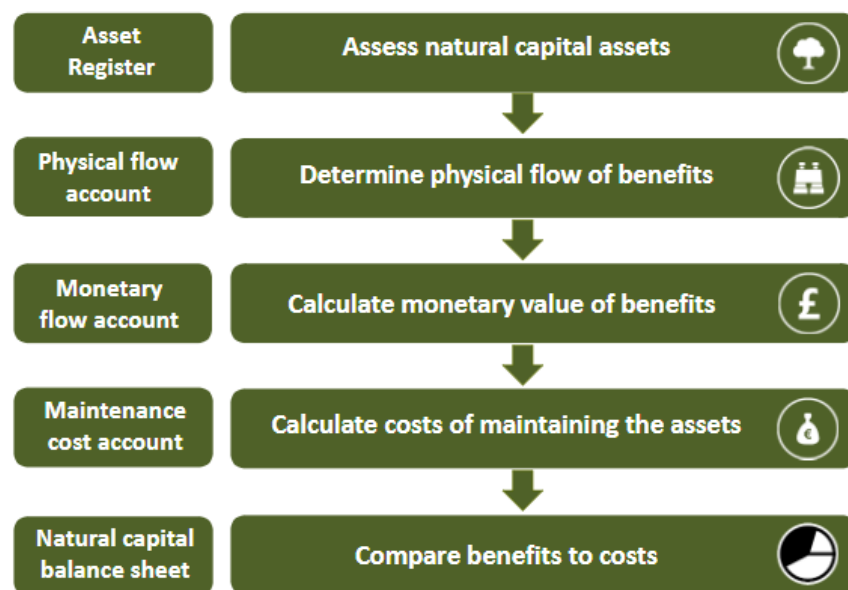 Asset
Register
Assess natural capital assets
Physical flow
account
Determine physical flow of benefits
Monetary
flow account
Calculate monetary value of benefits
£
Maintenance
cost account
Calculate costs of maintaining the assets
€
Natural capital
balance sheet
Compare benefits to costs